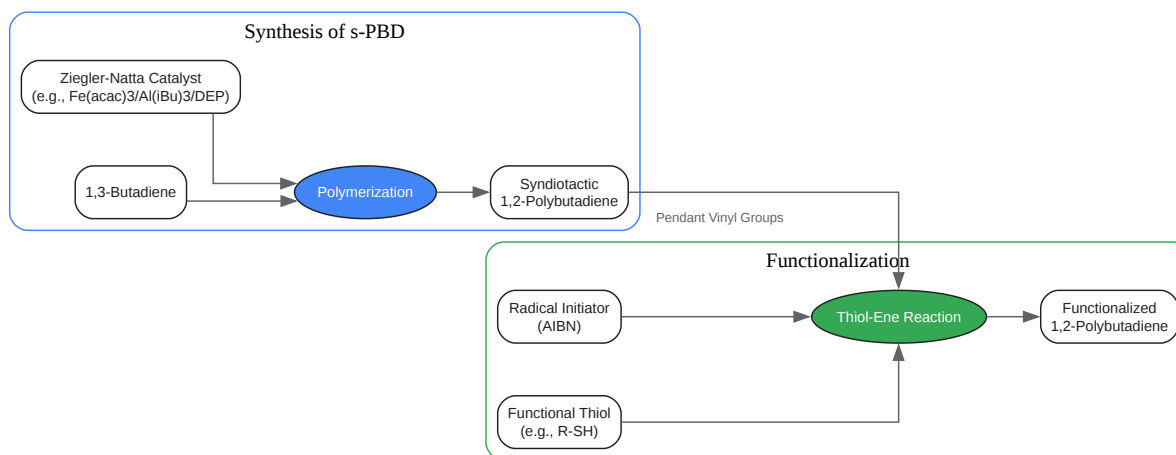 Synthesis of s-PBD
Ziegler-Natta Catalyst
(e.g., Fe(acac)3/Al(iBu)3/DEP)
1,3-Butadiene
Polymerization
Syndiotactic
1,2-Polybutadiene
Pendant Vinyl Groups
Functionalization
Radical Initiator
(AIBN)
Thiol-Ene Reaction
Functionalized
1,2-Polybutadiene
Functional Thiol
(e.g., R-SH)